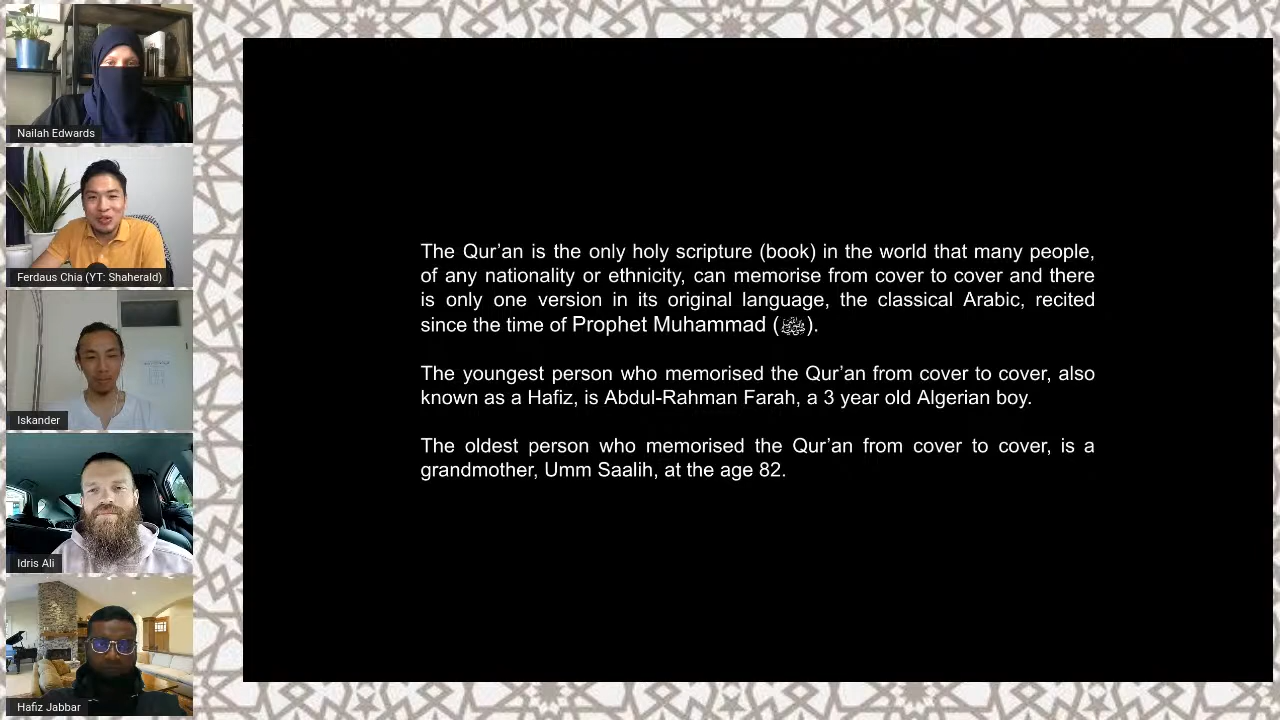 Nailah Edwards
Ferdaus Chia (YT: Shaherald)
Iskander
Idris Ali
Hafiz Jabbar
The Qur’an is the only holy scripture (book) in the world that many people,
of any nationality or ethnicity, can memorise from cover to cover and there
is only one version in its original language, the classical Arabic, recited
since the time of Prophet Muhammad (ﷺ).
The youngest person who memorised the Qur’an from cover to cover, also
known as a Hafiz, is Abdul-Rahman Farah, a 3 year old Algerian boy.
The oldest person who memorised the Qur’an from cover to cover, is a
grandmother, Umm Saalih, at the age 82.